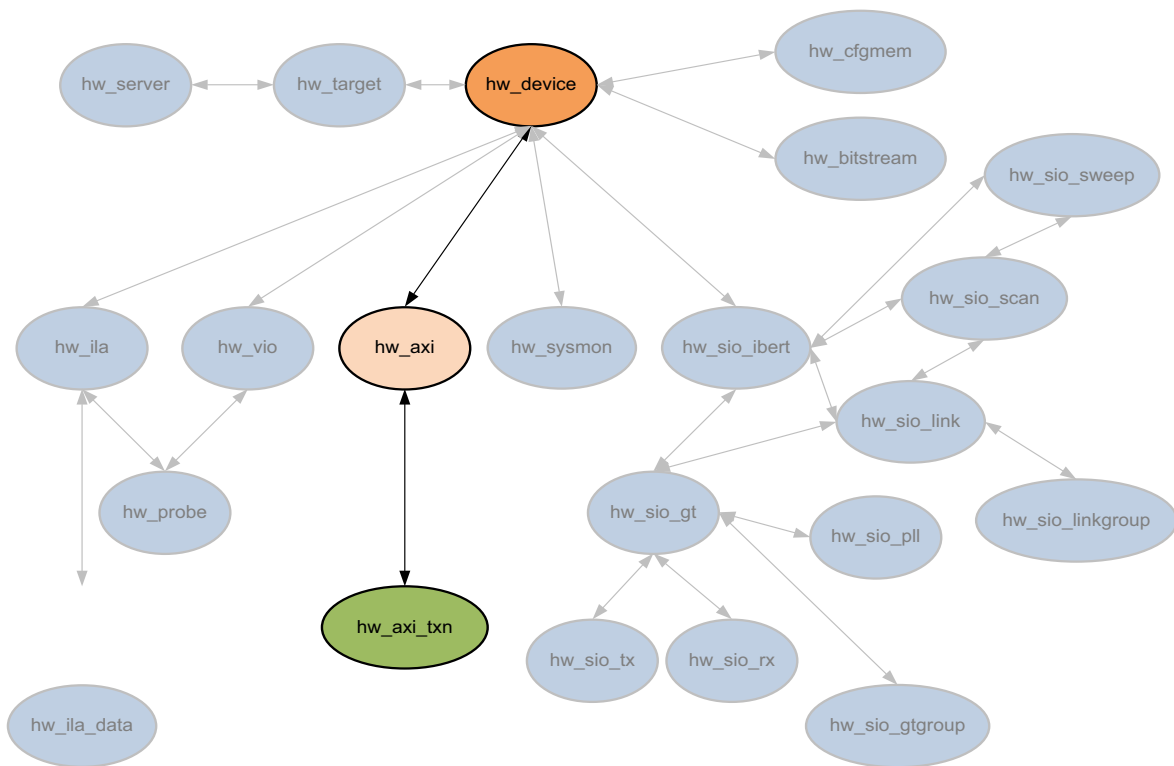 hw_server
hw_target
hw_device
hw_cfgmem
hw_bitstream
hw_sio_sweep
hw_sio_scan
hw_ila
hw_vio
hw_axi
hw_sysmon
hw_sio_ibert
hw_sio_link
hw_probe
hw_sio_gt
hw_sio_pll
hw_sio_linkgroup
hw_axi_txn
hw_sio_tx
hw_sio_rx
hw_ila_data
hw_sio_gtgroup